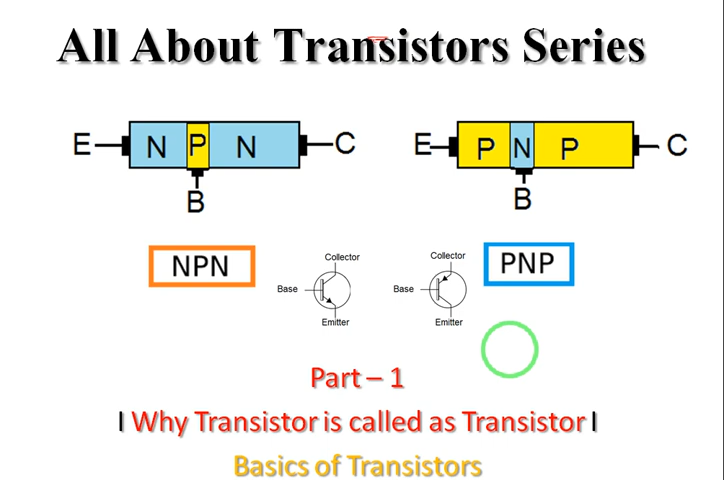 All About Transistors Series
E N P N C
B
E P N P C
B
NPN
Collector
Base
Emitter
Collector
Base
Emitter
PNP
Part – 1
| Why Transistor is called as Transistor |
Basics of Transistors